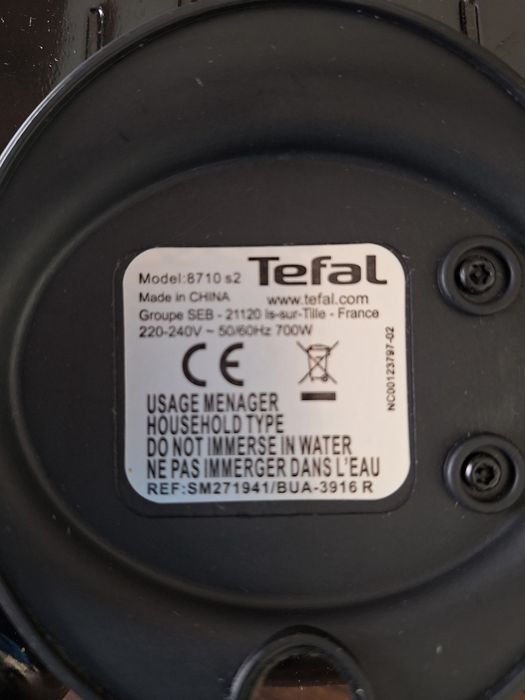 Model:8710 s2 Tefal
Made in CHINA www.tefal.com
Groupe SEB - 21120 Is-sur-Tille - France
220-240V ~ 50/60Hz 700W
CE
NC00123797-02
USAGE MENAGER
HOUSEHOLD TYPE
DO NOT IMMERSE IN WATER
NE PAS IMMERGER DANS L'EAU
REF:SM271941/BUA-3916 R